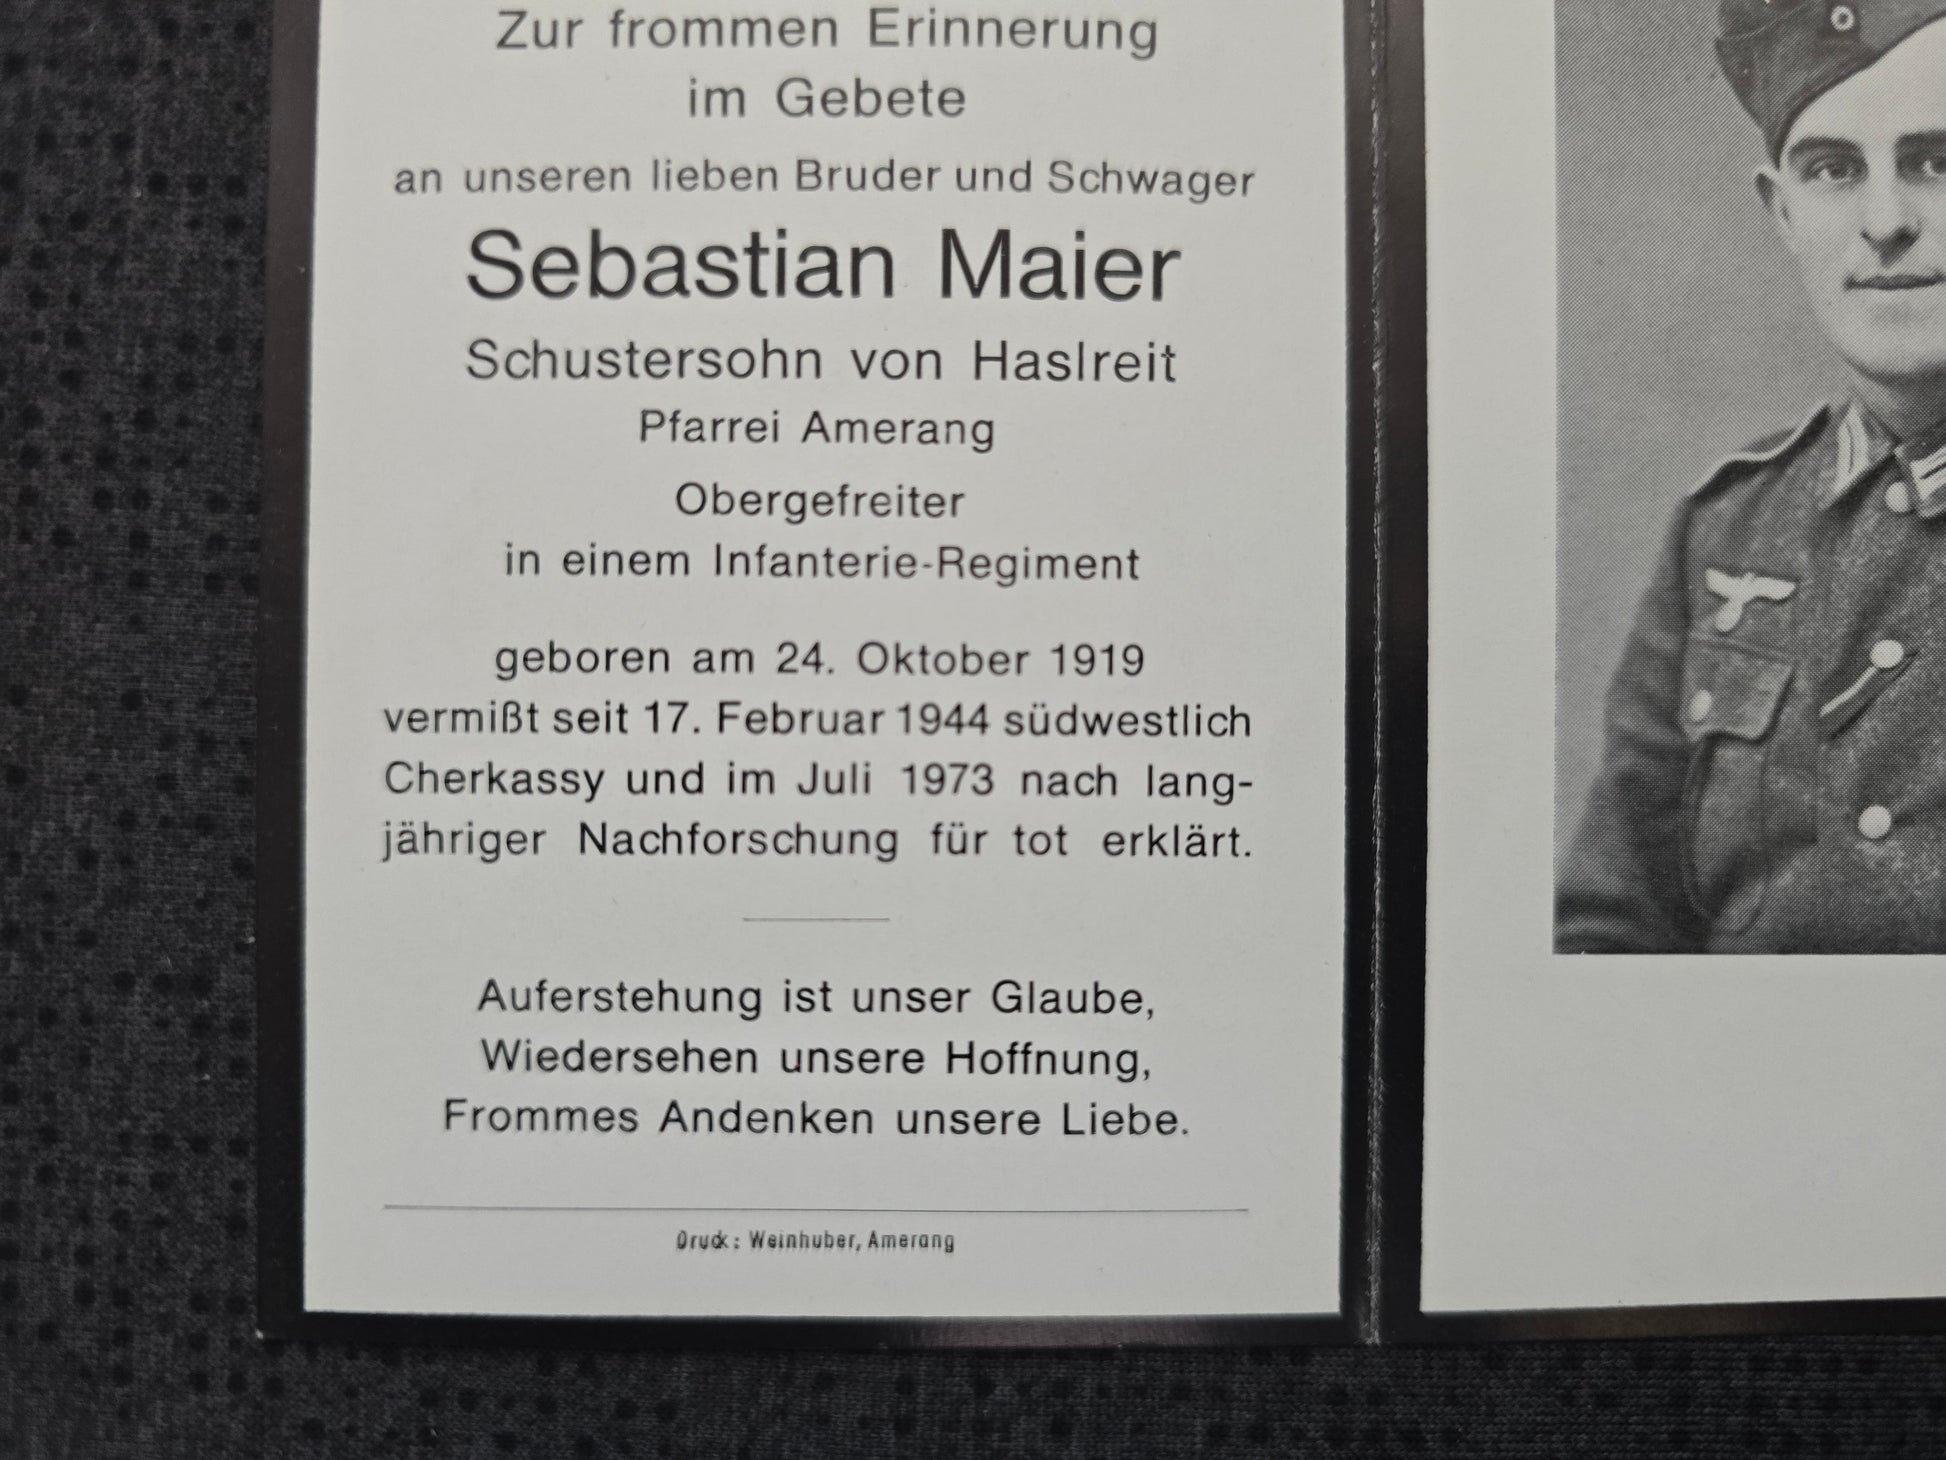 Zur frommen Erinnerung
im Gebete
an unseren lieben Bruder und Schwager
Sebastian Maier
Schustersohn von Haslreit
Pfarrei Amerang
Obergefreiter
in einem Infanterie-Regiment
geboren am 24. Oktober 1919
vermißt seit 17. Februar 1944 südwestlich
Cherkassy und im Juli 1973 nach lang-
jähriger Nachforschung für tot erklärt.
Auferstehung ist unser Glaube,
Wiedersehen unsere Hoffnung,
Frommes Andenken unsere Liebe.
Druck: Weinhuber, Amerang